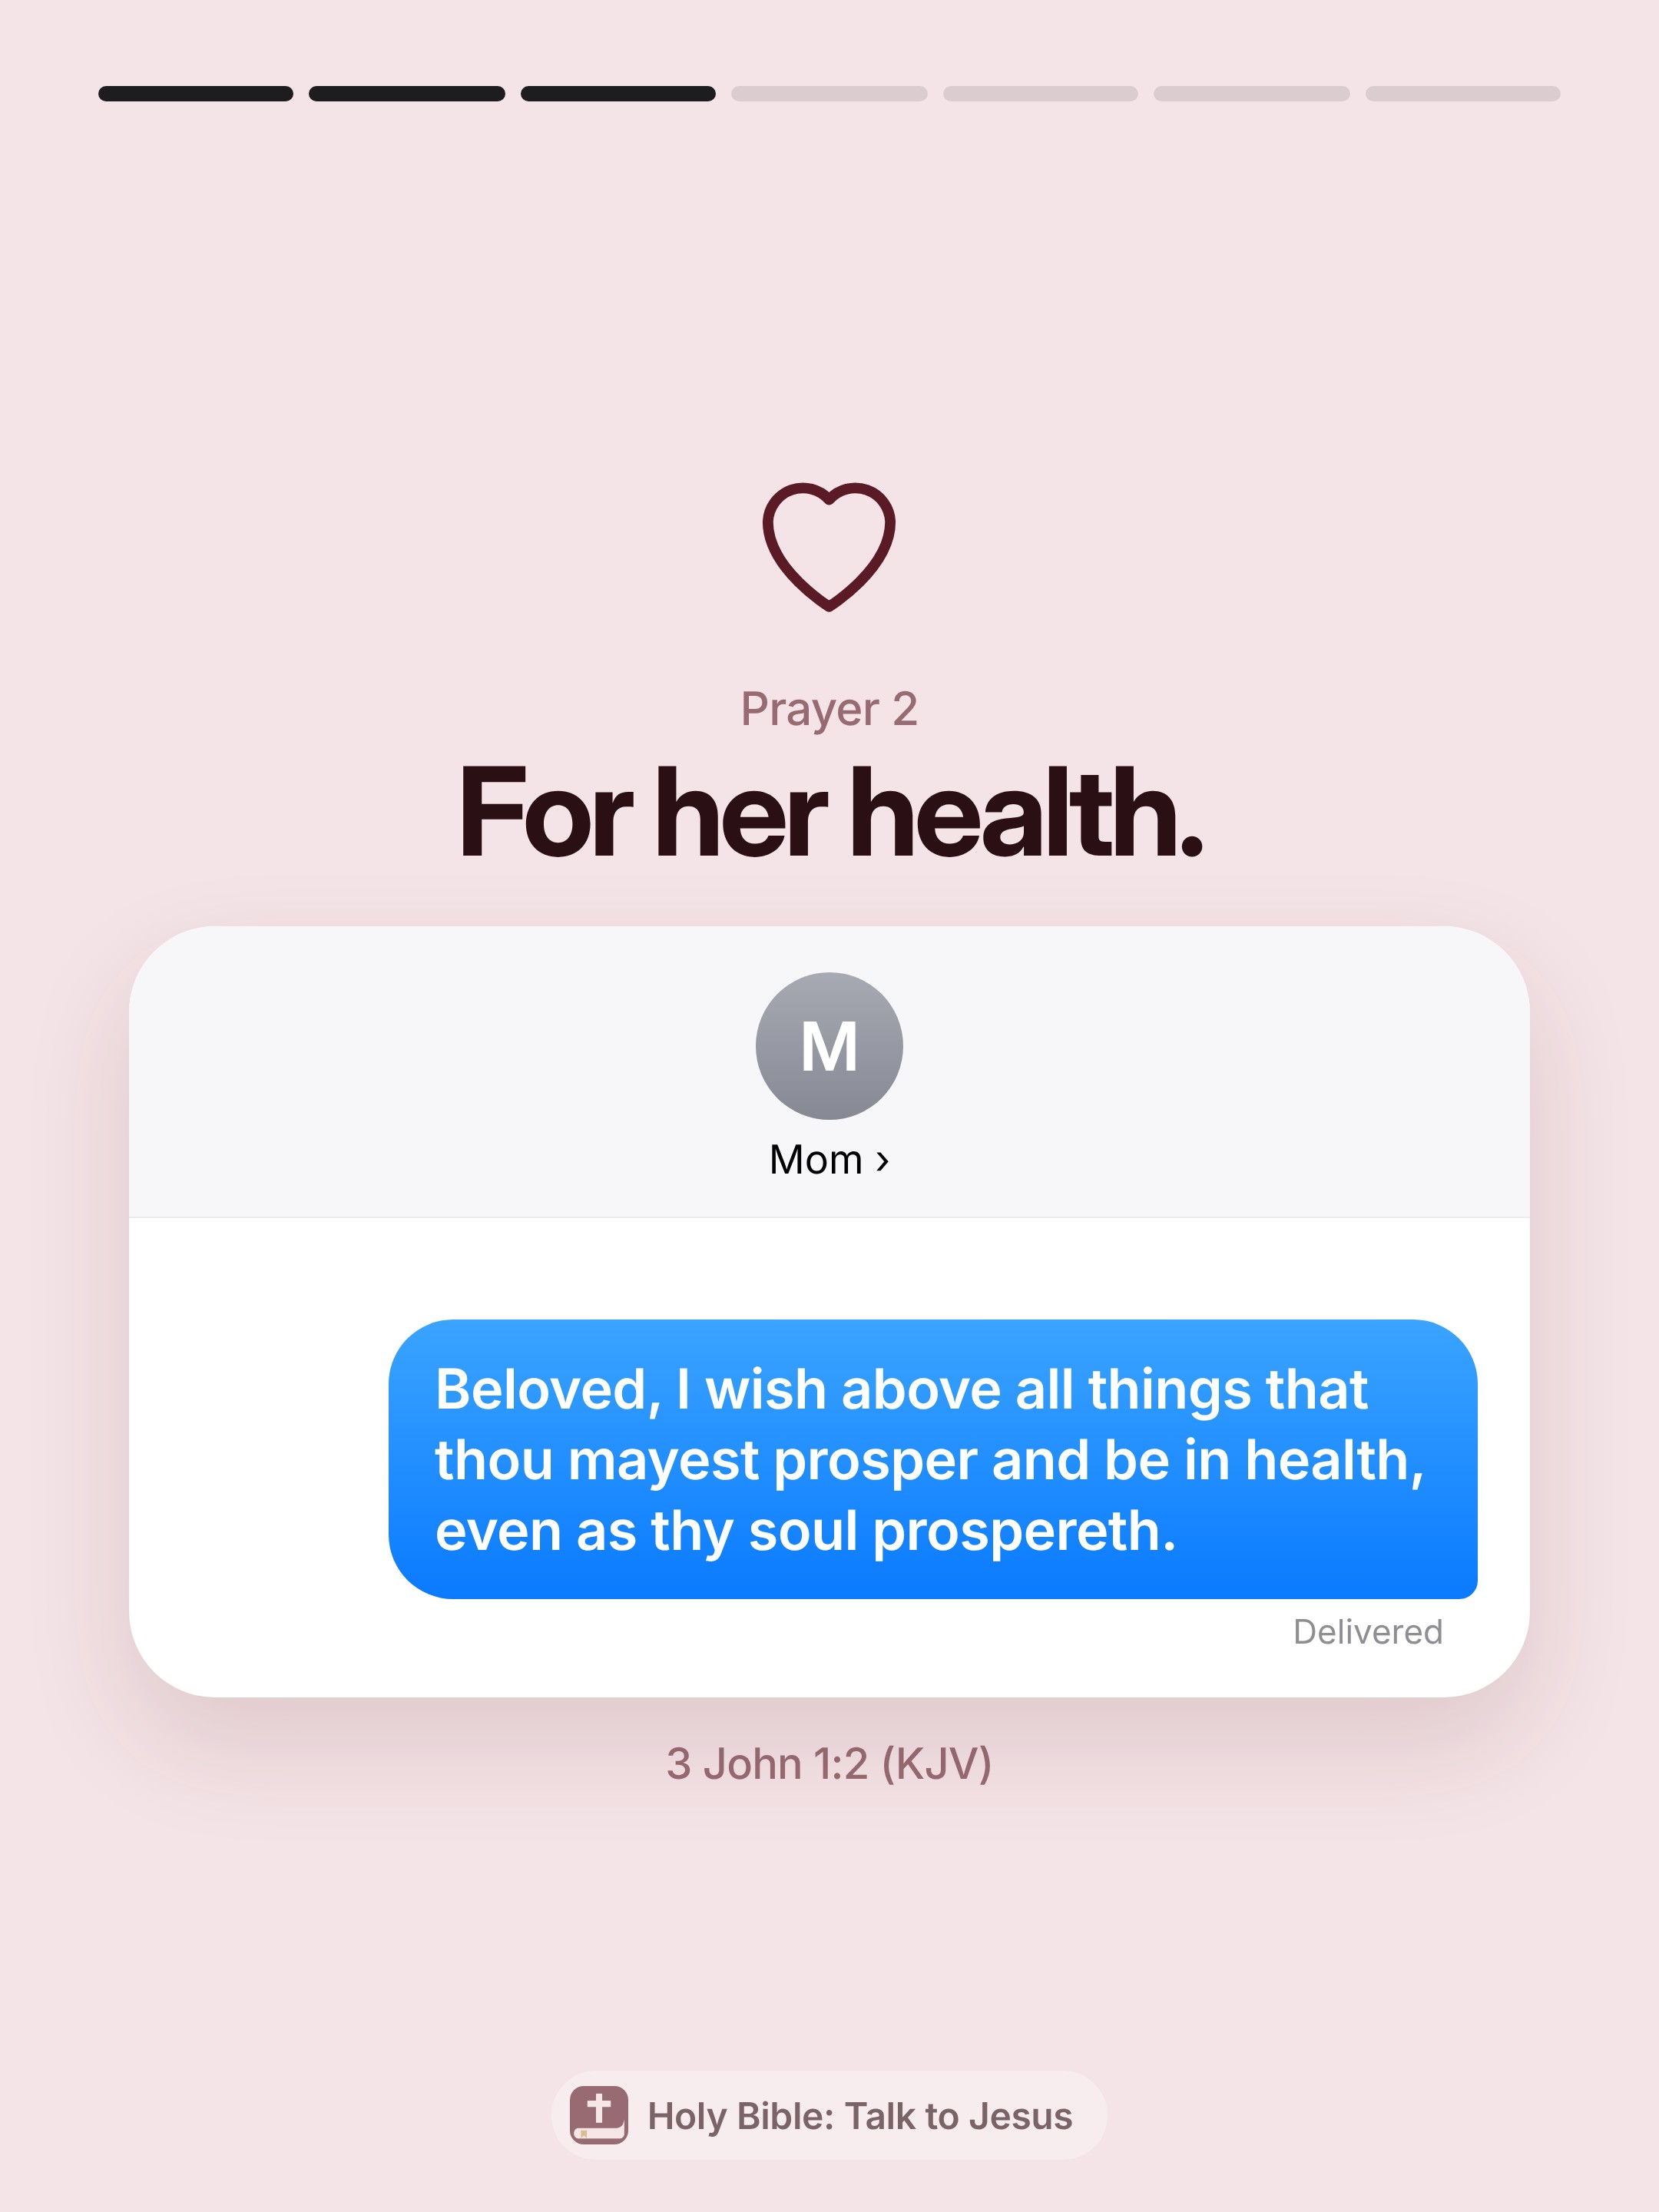 Prayer 2
For her health.
M
Mom ›
Beloved, I wish above all things that
thou mayest prosper and be in health,
even as thy soul prospereth.
Delivered
3 John 1:2 (KJV)
Holy Bible: Talk to Jesus